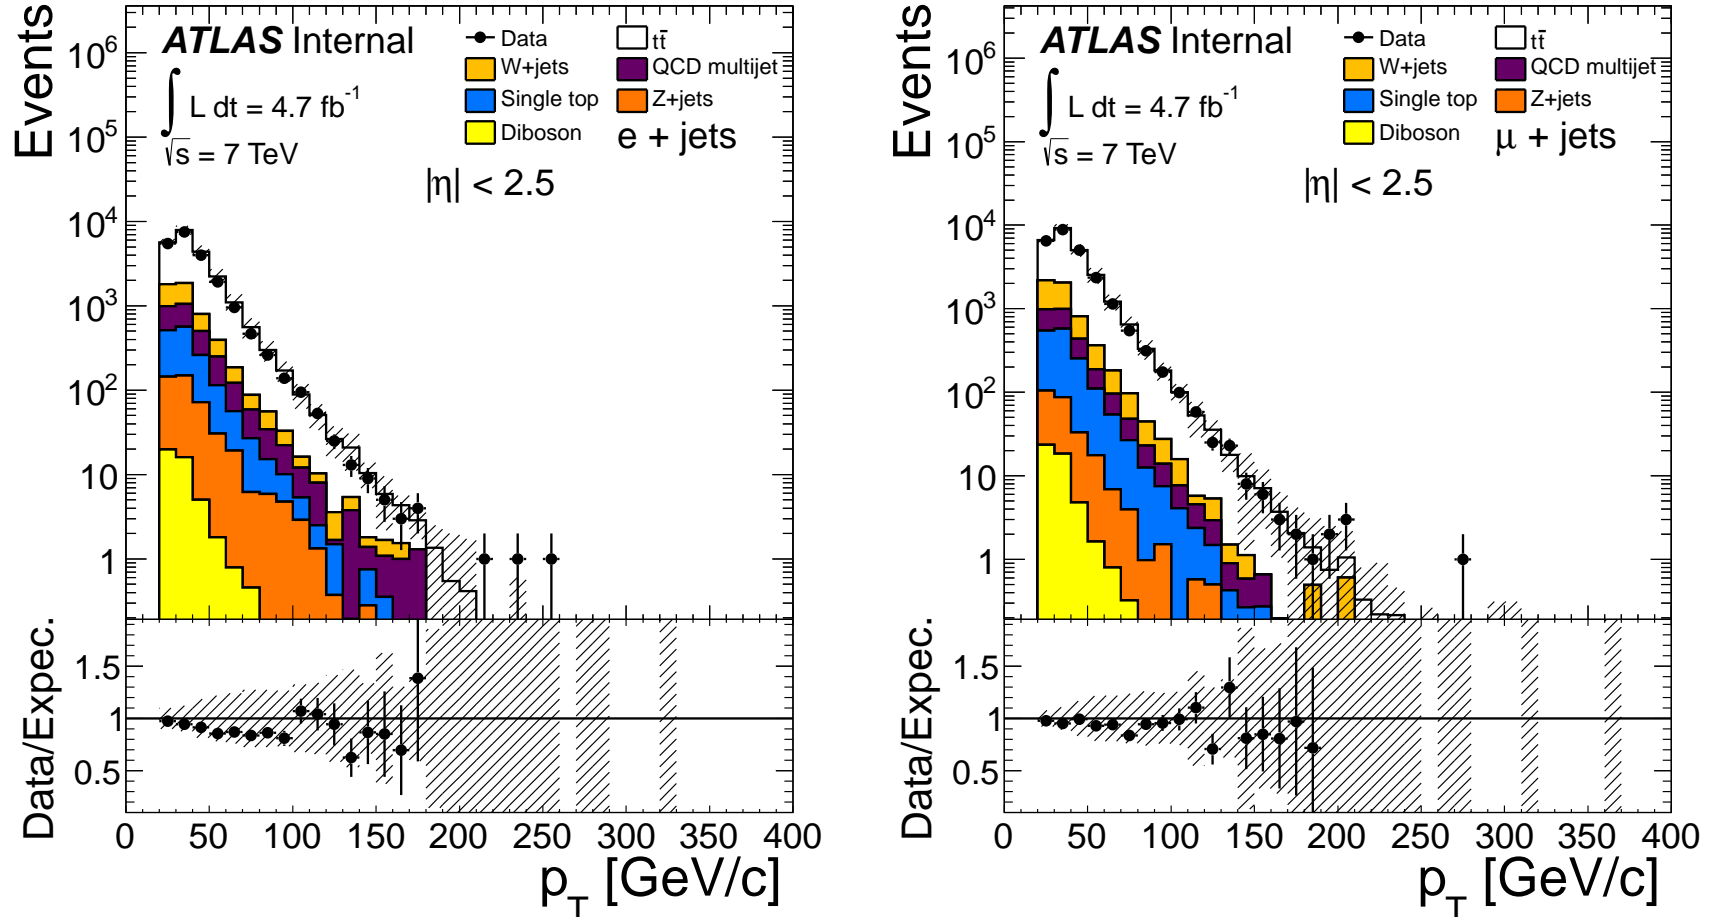 Events
10^6
10^5
10^4
10^3
10^2
10
1
ATLAS Internal
∫ L dt = 4.7 fb^-1
√s = 7 TeV
Data
tt̄
W+jets
QCD multijet
Single top
Z+jets
Diboson
e + jets
|η| < 2.5
Data/Expec.
1.5
1
0.5
0 50 100 150 200 250 300 350 400
p_T [GeV/c]
Events
10^6
10^5
10^4
10^3
10^2
10
1
ATLAS Internal
∫ L dt = 4.7 fb^-1
√s = 7 TeV
Data
tt̄
W+jets
QCD multijet
Single top
Z+jets
Diboson
μ + jets
|η| < 2.5
Data/Expec.
1.5
1
0.5
0 50 100 150 200 250 300 350 400
p_T [GeV/c]